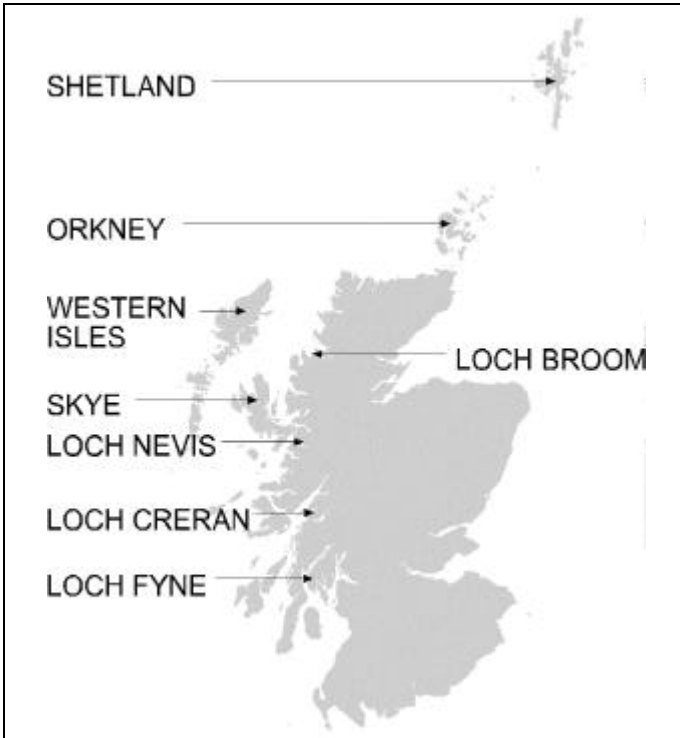 SHETLAND
ORKNEY
WESTERN
ISLES
LOCH BROOM
SKYE
LOCH NEVIS
LOCH CRERAN
LOCH FYNE